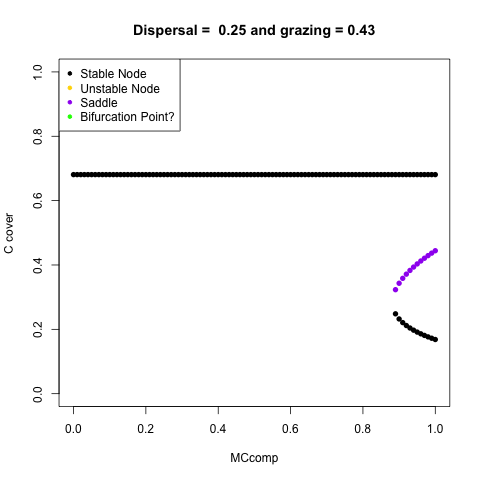 Dispersal =  0.25 and grazing = 0.43
Stable Node
Unstable Node
Saddle
Bifurcation Point?
C cover
1.0
0.8
0.6
0.4
0.2
0.0
0.0 0.2 0.4 0.6 0.8 1.0
MCcomp